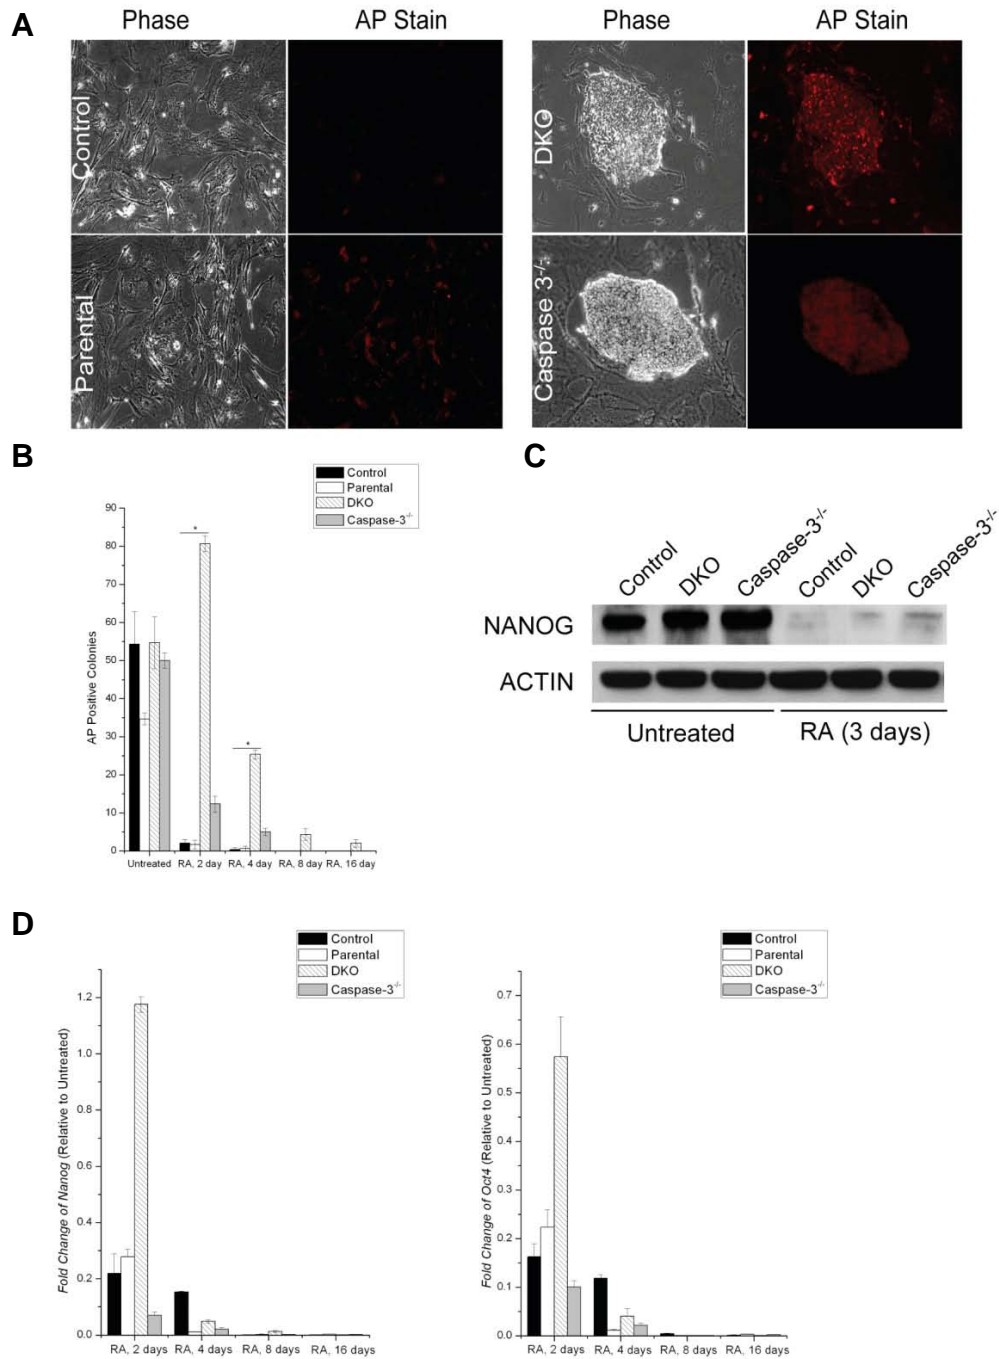 A
Phase
AP Stain
Phase
AP Stain
Control
Parental
DKO
Caspase 3-/-
B
Control
Parental
DKO
Caspase-3-/-
AP Positive Colonies
90
80
70
60
50
40
30
20
10
0
*
*
Untreated RA, 2 day RA, 4 day RA, 8 day RA, 16 day
C
Control DKO Caspase-3-/- Control DKO Caspase-3-/-
NANOG
ACTIN
Untreated RA (3 days)
D
Control
Parental
DKO
Caspase-3-/-
Fold Change of Nanog (Relative to Untreated)
1.2
1.0
0.8
0.6
0.4
0.2
0.0
RA, 2 days RA, 4 days RA, 8 days RA, 16 days
Control
Parental
DKO
Caspase-3-/-
Fold Change of Oct4 (Relative to Untreated)
0.7
0.6
0.5
0.4
0.3
0.2
0.1
0.0
RA, 2 days RA, 4 days RA, 8 days RA, 16 days